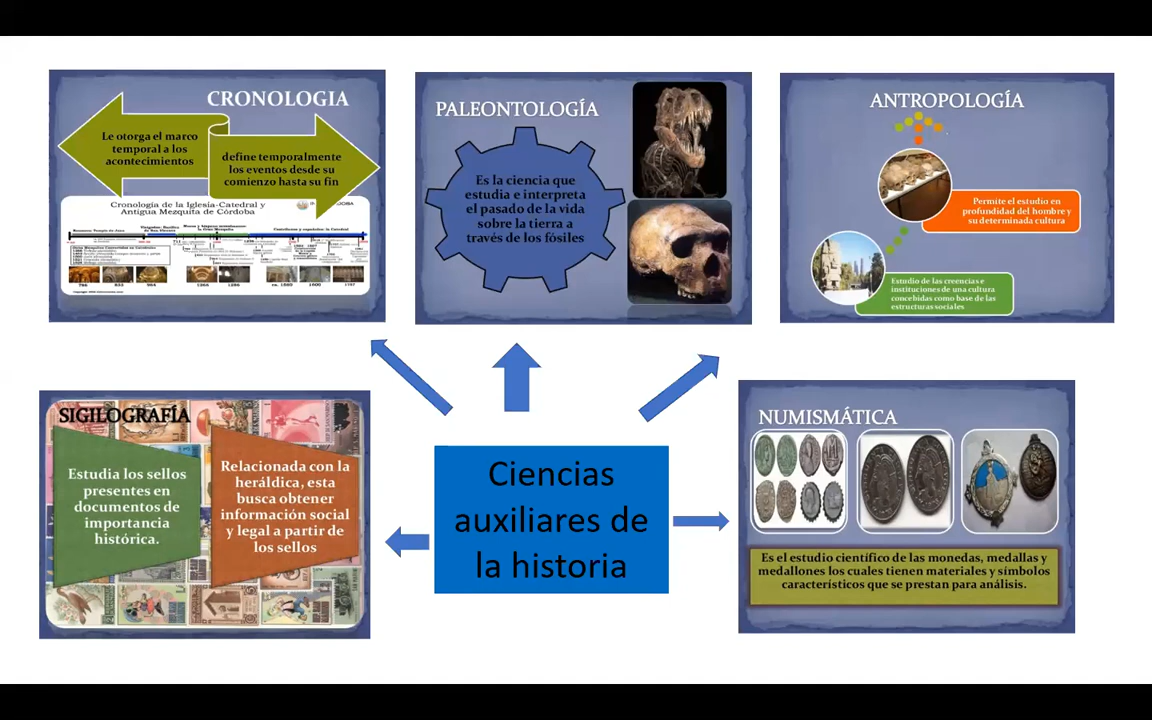 CRONOLOGIA
Le otorga el marco
temporal a los
acontecimientos
define temporalmente
los eventos desde su
comienzo hasta su fin
Cronología de la Iglesia-Catedral y
Antigua Mezquita de Córdoba
PALEONTOLOGÍA
Es la ciencia que
estudia e interpreta
el pasado de la vida
sobre la tierra a
través de los fósiles
ANTROPOLOGÍA
Permite el estudio en
profundidad del hombre y
su determinada cultura
Estudio de las creencias e
instituciones de una cultura
concebidas como base de las
estructuras sociales
SIGILOGRAFÍA
Estudia los sellos
presentes en
documentos de
importancia
histórica.
Relacionada con la
heráldica, esta
busca obtener
información social
y legal a partir de
los sellos
Ciencias
auxiliares de
la historia
NUMISMÁTICA
Es el estudio científico de las monedas, medallas y
medallones los cuales tienen materiales y símbolos
característicos que se prestan para análisis.